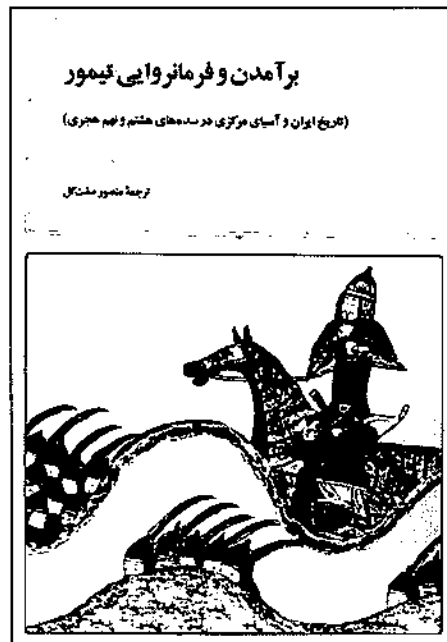 برآمدن و فرمانروایی تیمور
(تاریخ ایران و آسیای مرکزی در سده‌های هشتم و نهم هجری)
ترجمهٔ منصور صفت‌گل